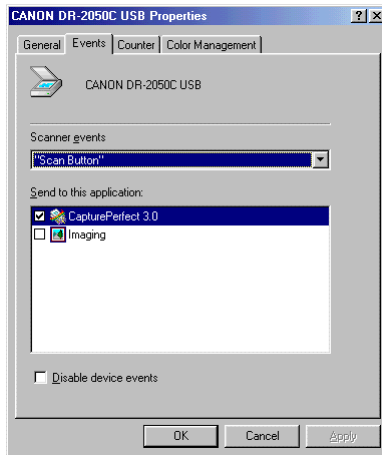 CANON DR-2050C USB Properties
General Events Counter Color Management
CANON DR-2050C USB
Scanner events
"Scan Button"
Send to this application:
CapturePerfect 3.0
Imaging
Disable device events
OK Cancel Apply